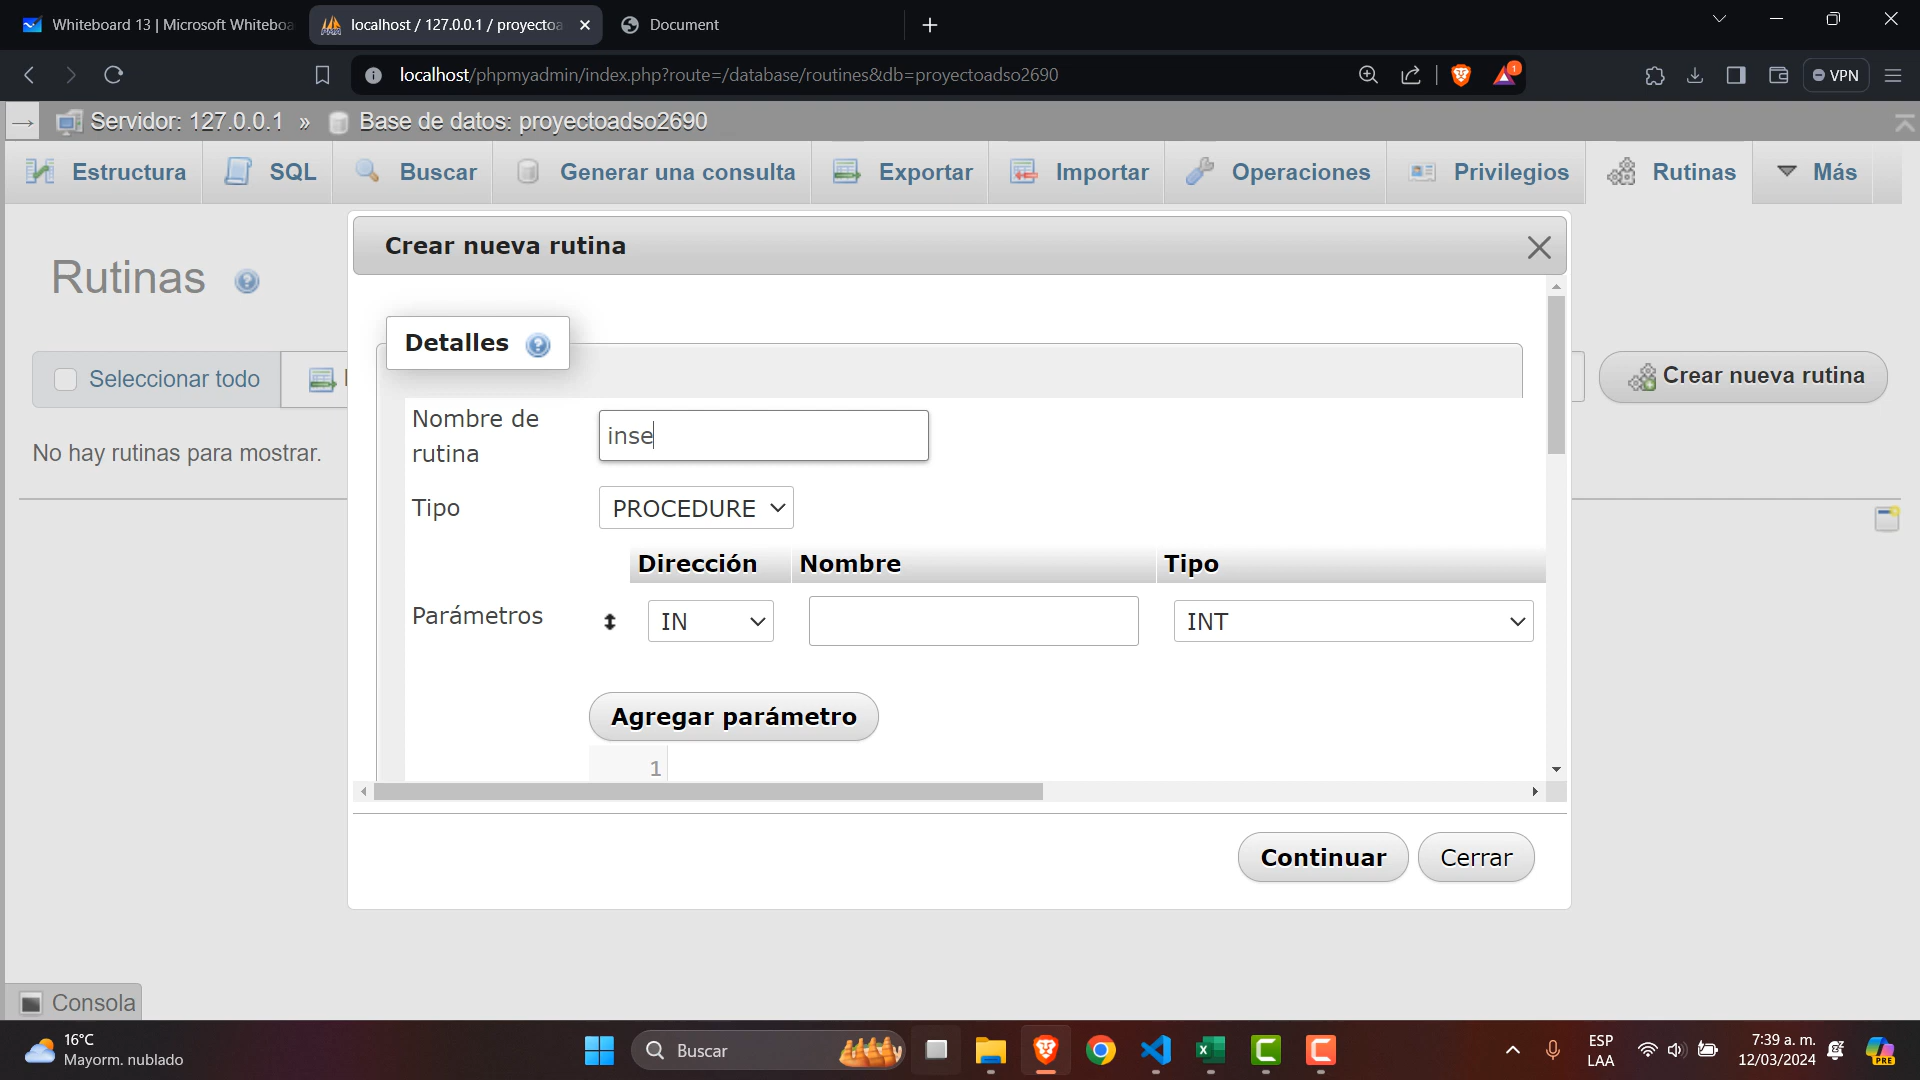 Whiteboard 13 | Microsoft Whiteboa
localhost / 127.0.0.1 / proyectoa
Document
localhost/phpmyadmin/index.php?route=/database/routines&db=proyectoadso2690
1
VPN
Servidor: 127.0.0.1 » Base de datos: proyectoadso2690
Estructura
SQL
Buscar
Generar una consulta
Exportar
Importar
Operaciones
Privilegios
Rutinas
Más
Rutinas
Crear nueva rutina
Detalles
Seleccionar todo
Crear nueva rutina
No hay rutinas para mostrar.
Nombre de
rutina
inse
Tipo
PROCEDURE
Dirección
Nombre
Tipo
Parámetros
IN
INT
Agregar parámetro
1
Continuar
Cerrar
Consola
16°C
Mayorm. nublado
Buscar
ESP
LAA
7:39 a. m.
12/03/2024
PRE